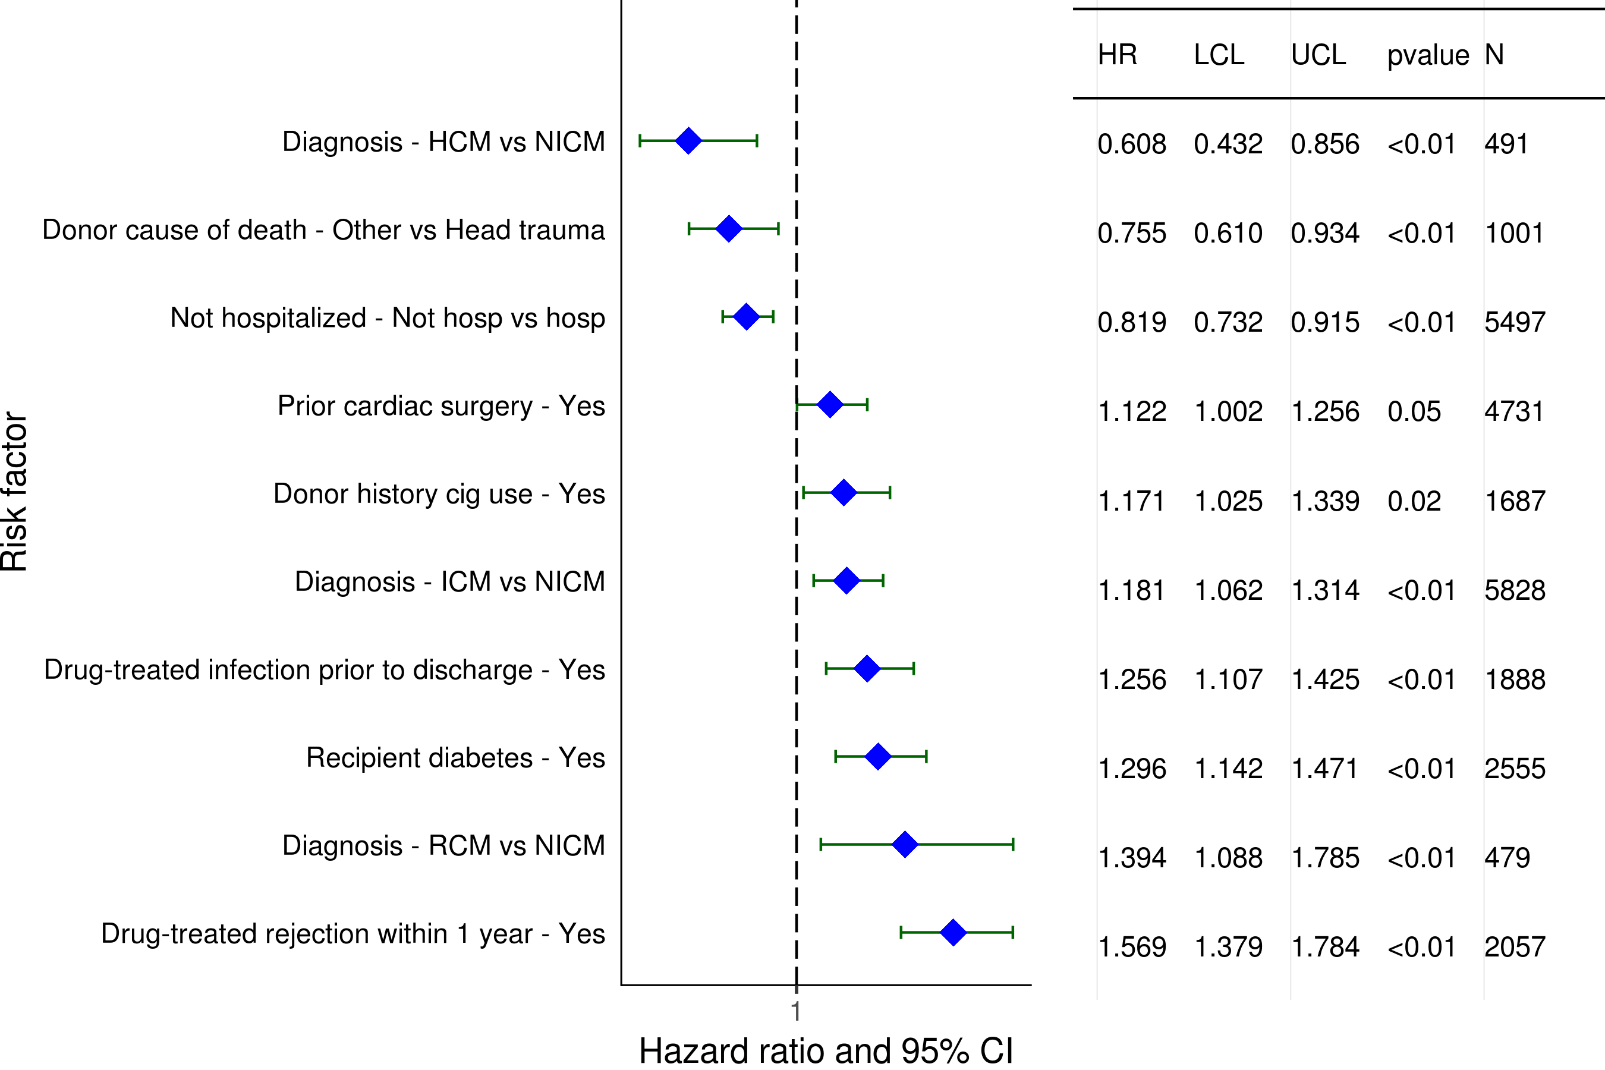 HR LCL UCL pvalue N
Diagnosis - HCM vs NICM 0.608 0.432 0.856 <0.01 491
Donor cause of death - Other vs Head trauma 0.755 0.610 0.934 <0.01 1001
Not hospitalized - Not hosp vs hosp 0.819 0.732 0.915 <0.01 5497
Prior cardiac surgery - Yes 1.122 1.002 1.256 0.05 4731
Donor history cig use - Yes 1.171 1.025 1.339 0.02 1687
Diagnosis - ICM vs NICM 1.181 1.062 1.314 <0.01 5828
Drug-treated infection prior to discharge - Yes 1.256 1.107 1.425 <0.01 1888
Recipient diabetes - Yes 1.296 1.142 1.471 <0.01 2555
Diagnosis - RCM vs NICM 1.394 1.088 1.785 <0.01 479
Drug-treated rejection within 1 year - Yes 1.569 1.379 1.784 <0.01 2057
Risk factor
1
Hazard ratio and 95% CI